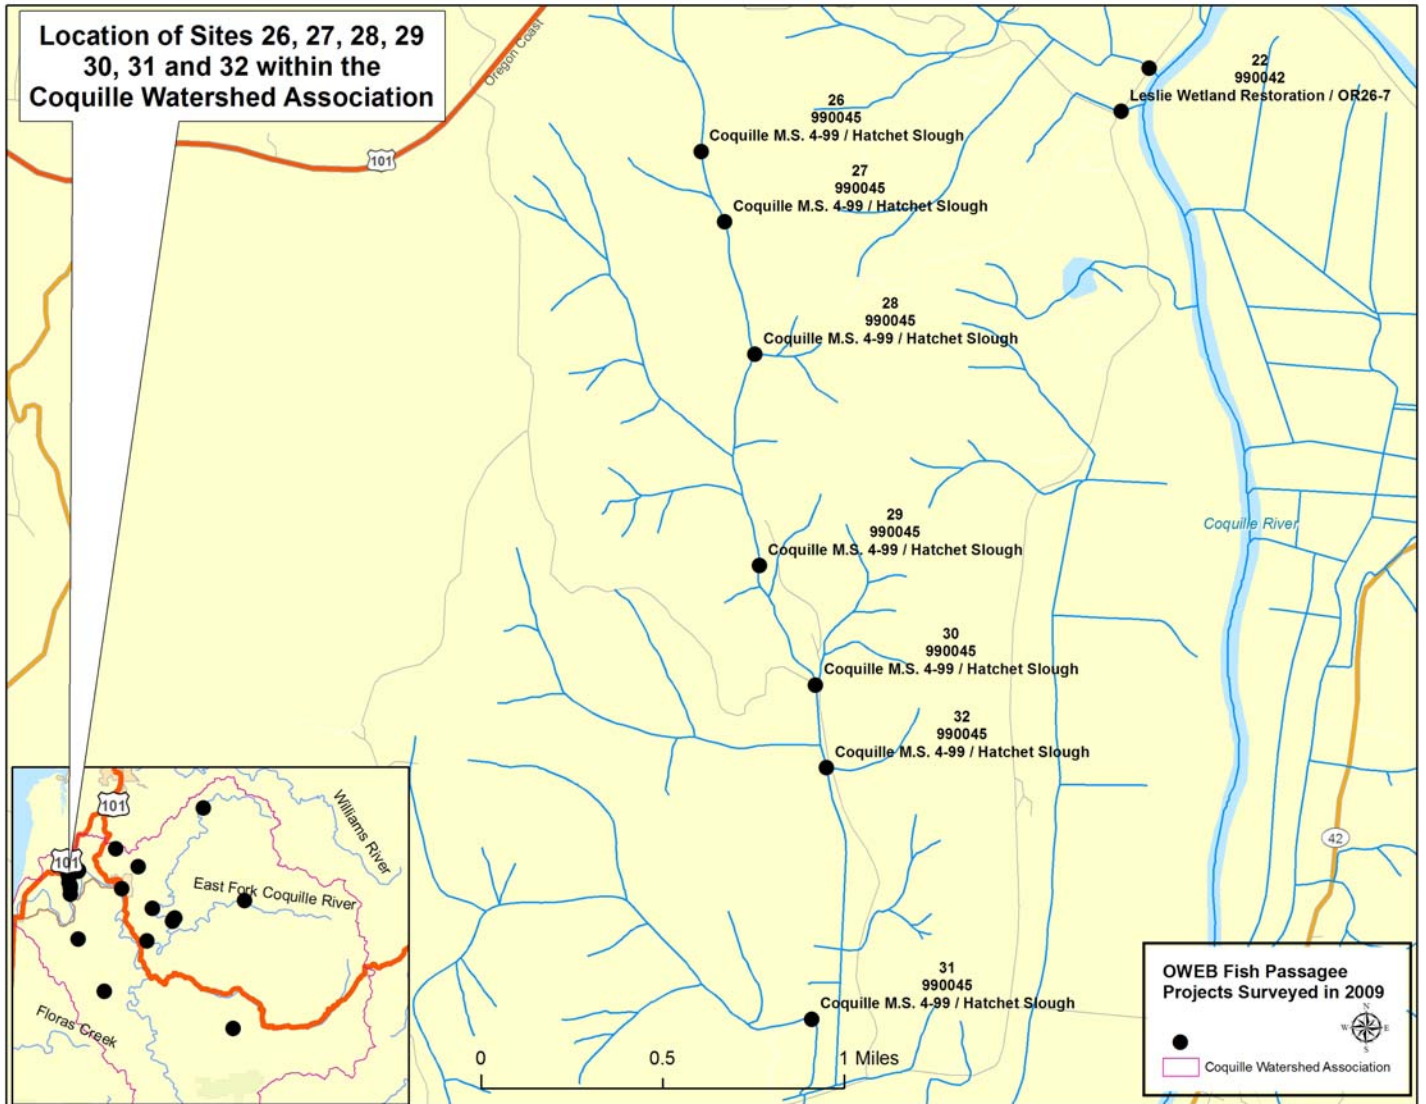 Location of Sites 26, 27, 28, 29
30, 31 and 32 within the
Coquille Watershed Association
Oregon Coast
101
22
990042
Leslie Wetland Restoration / OR26-7
26
990045
Coquille M.S. 4-99 / Hatchet Slough
27
990045
Coquille M.S. 4-99 / Hatchet Slough
28
990045
Coquille M.S. 4-99 / Hatchet Slough
29
990045
Coquille M.S. 4-99 / Hatchet Slough
Coquille River
30
990045
Coquille M.S. 4-99 / Hatchet Slough
32
990045
Coquille M.S. 4-99 / Hatchet Slough
42
31
990045
Coquille M.S. 4-99 / Hatchet Slough
0 0.5 1 Miles
101
101
Williams River
East Fork Coquille River
Floras Creek
OWEB Fish Passagee
Projects Surveyed in 2009
N
W E
S
Coquille Watershed Association